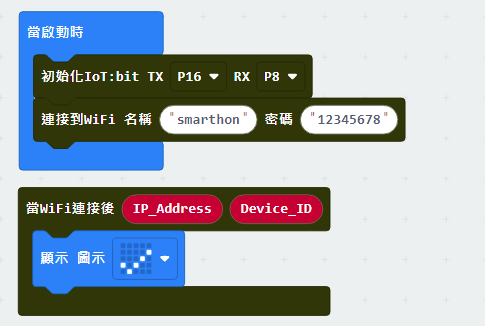 當啟動時
初始化IoT:bit TX P16 RX P8
連接到WiFi 名稱 "smarthon" 密碼 "12345678"
當WiFi連接後 IP_Address Device_ID
顯示 圖示